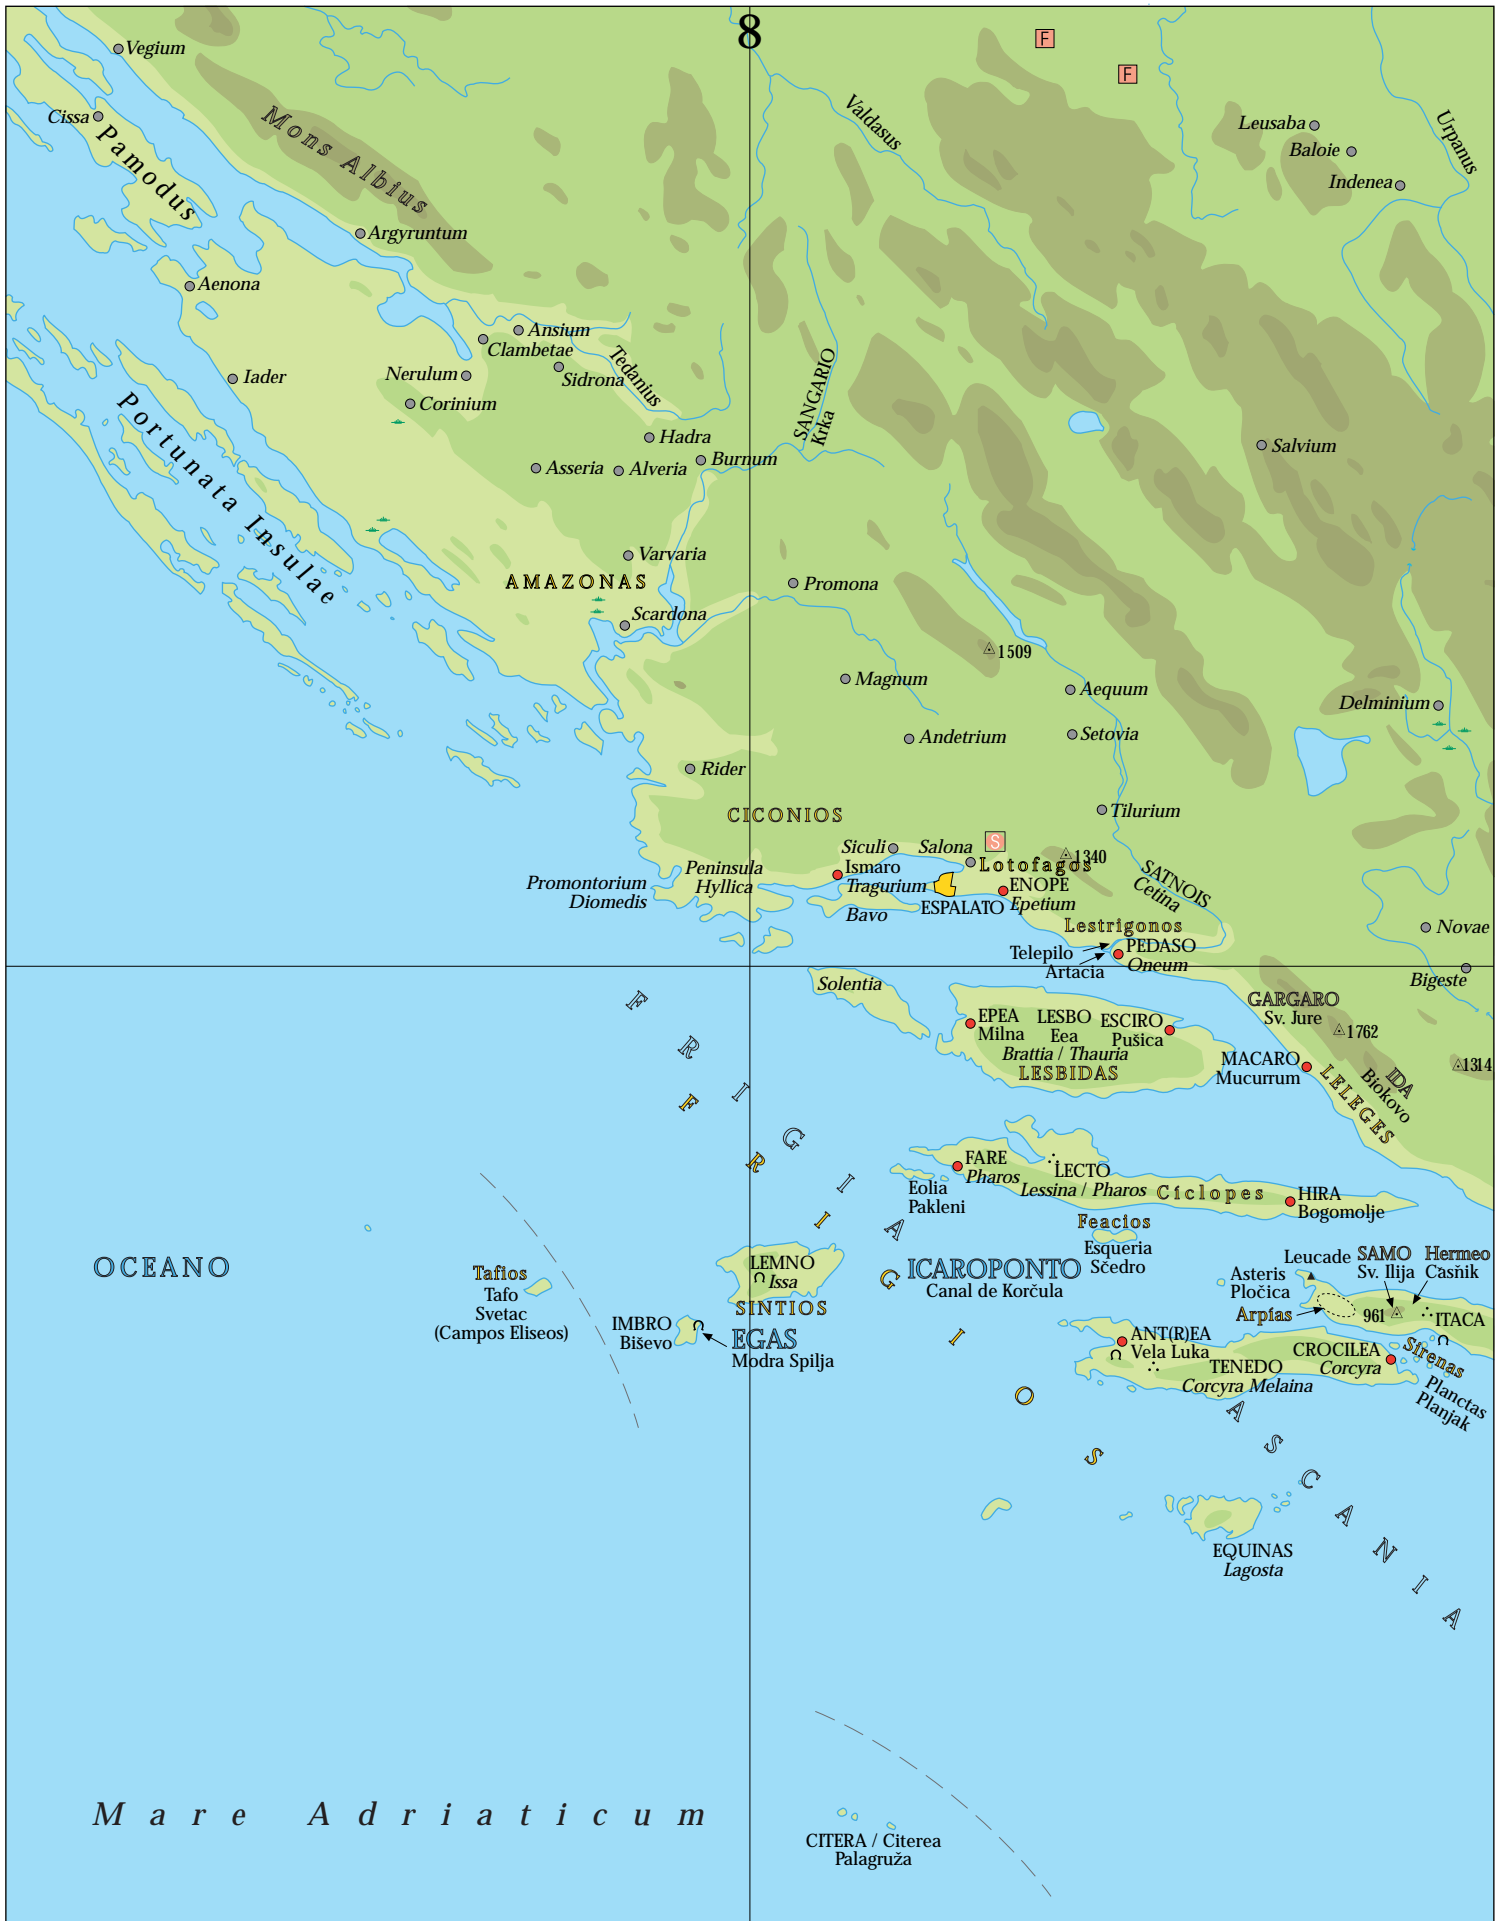 8
F
F
Vegium
Cissa
Pamodus
Mons Albius
Valdasus
Leusaba
Baloie
Indenea
Urpanus
Argyruntum
Aenona
Ansium
Clambetae
Tedanius
Sidrona
Nerulum
Corinium
Iader
SANGARIO
Krka
Portunata Insulae
Hadra
Burnum
Asseria
Alveria
Salvium
Varvaria
AMAZONAS
Promona
Scardona
1509
Magnum
Aequum
Delminium
Andetrium
Setovia
Rider
CICONIOS
Tilurium
S
Siculi
Salona
1340
Lotofagos
Peninsula
Hyllica
Ismaro
Tragurium
Promontorium
Diomedis
Bavo
ESPALATO
ENOPE
Epetium
SATNOIS
Cetina
Lestrigonos
Novae
Telepilo
Artacia
PEDASO
Oneum
Bigeste
Solentia
GARGARO
Sv. Jure
1762
EPEA
Milna
LESBO
Eea
Brattia / Thauria
LESBIDAS
ESCIRO
Pušica
MACARO
Mucurrum
LELEGES
IDA
Biokovo
1314
FRIGIA
FRIGIOS
FARE
Pharos
LECTO
Lessina / Pharos
Cíclopes
HIRA
Bogomolje
Eolia
Pakleni
Feacios
Esqueria
Sčedro
OCEANO
Tafios
Tafo
Svetac
(Campos Eliseos)
LEMNO
Issa
SINTIOS
ICAROPONTO
Canal de Korčula
Leucade
SAMO
Sv. Ilija
Hermeo
Casñik
Asteris
Pločica
Arpías
961
ITACA
IMBRO
Biševo
EGAS
Modra Spilja
ANT(R)EA
Vela Luka
CROCILEA
Corcyra
Sirenas
TENEDO
Corcyra Melaina
Planctas
Planjak
ASCANIA
EQUINAS
Lagosta
Mare Adriaticum
CITERA / Citerea
Palagruža